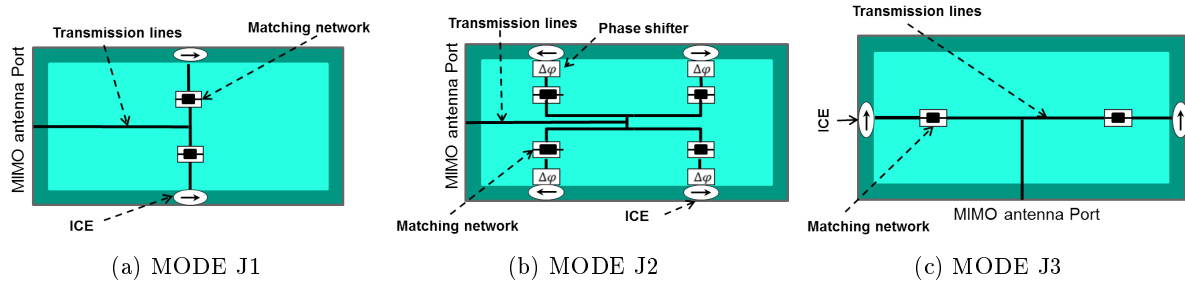 Transmission lines
Matching network
MIMO antenna Port
ICE
(a) MODE J1
Transmission lines
Phase shifter
Δφ
Δφ
MIMO antenna Port
Δφ
Δφ
Matching network
ICE
(b) MODE J2
Transmission lines
ICE
Matching network
MIMO antenna Port
(c) MODE J3